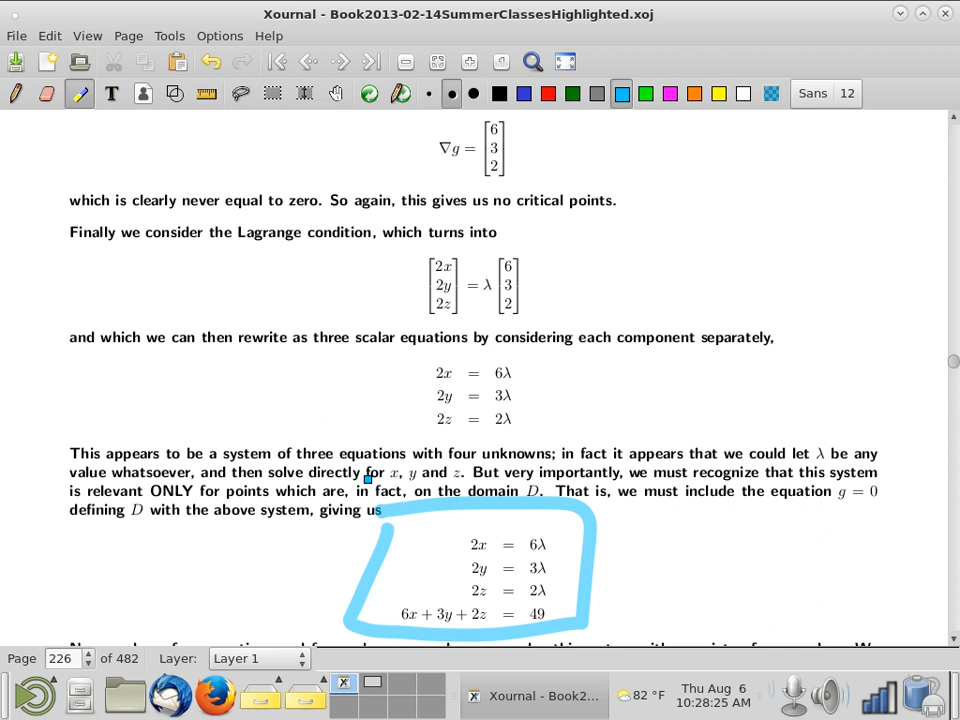 Xournal - Book2013-02-14SummerClassesHighlighted.xoj
File Edit View Page Tools Options Help
Sans 12
∇g = [6 3 2]
which is clearly never equal to zero. So again, this gives us no critical points.
Finally we consider the Lagrange condition, which turns into
[2x 2y 2z] = λ [6 3 2]
and which we can then rewrite as three scalar equations by considering each component separately,
2x = 6λ
2y = 3λ
2z = 2λ
This appears to be a system of three equations with four unknowns; in fact it appears that we could let λ be any
value whatsoever, and then solve directly for x, y and z. But very importantly, we must recognize that this system
is relevant ONLY for points which are, in fact, on the domain D. That is, we must include the equation g = 0
defining D with the above system, giving us
2x = 6λ
2y = 3λ
2z = 2λ
6x + 3y + 2z = 49
Page 226 of 482 Layer: Layer 1
Xournal - Book2... 82 °F Thu Aug 6
10:28:25 AM